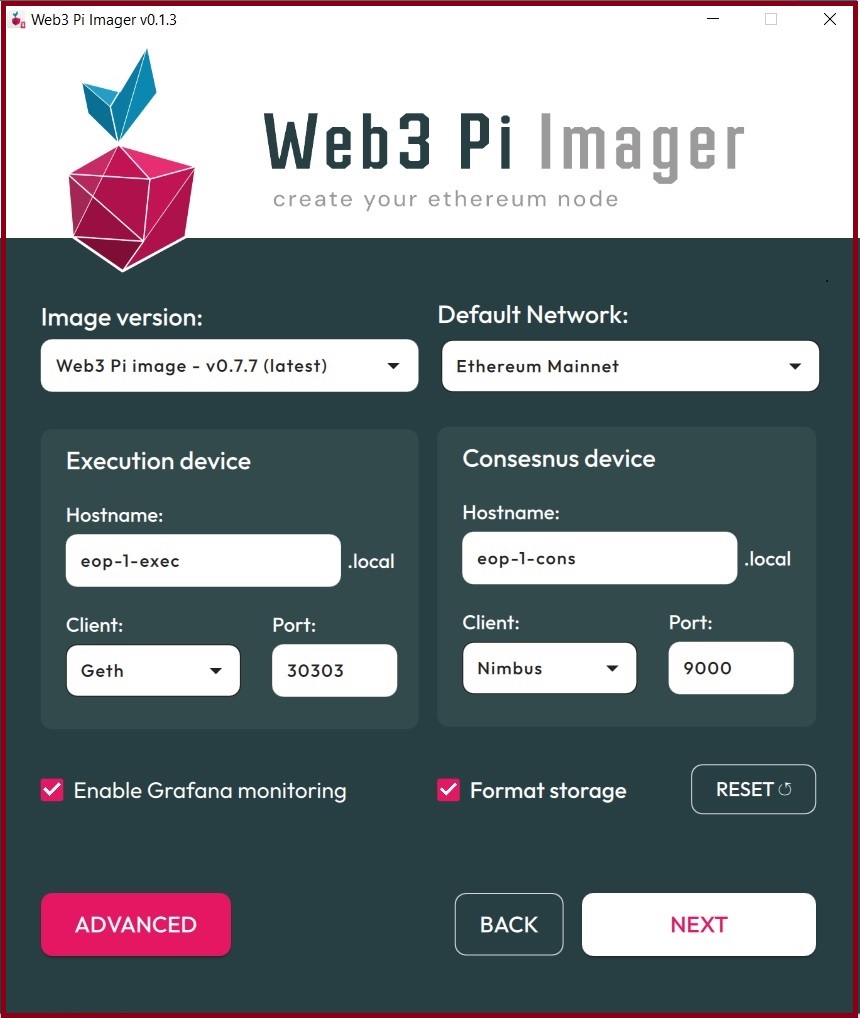 Web3 Pi Imager v0.1.3
Web3 Pi Imager
create your ethereum node
Image version:
Default Network:
Web3 Pi image - v0.7.7 (latest)
Ethereum Mainnet
Execution device
Hostname:
eop-1-exec .local
Client: Port:
Geth 30303
Consesnus device
Hostname:
eop-1-cons .local
Client: Port:
Nimbus 9000
Enable Grafana monitoring
Format storage
RESET
ADVANCED
BACK
NEXT